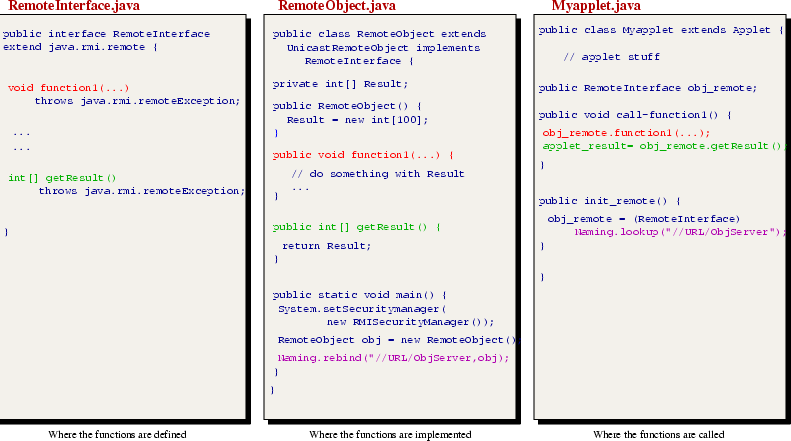 RemoteInterface.java
public interface RemoteInterface
extend java.rmi.remote {
void function1(...)
throws java.rmi.remoteException;
...
...
int[] getResult()
throws java.rmi.remoteException;
}
Where the functions are defined
RemoteObject.java
public class RemoteObject extends
UnicastRemoteObject implements
RemoteInterface {
private int[] Result;
public RemoteObject() {
Result = new int[100];
}
public void function1(...) {
// do something with Result
...
}
public int[] getResult() {
return Result;
}
public static void main() {
System.setSecuritymanager(
new RMISecurityManager());
RemoteObject obj = new RemoteObject()
Naming.rebind("//URL/ObjServer,obj);
}
}
Where the functions are implemented
Myapplet.java
public class Myapplet extends Applet {
// applet stuff
public RemoteInterface obj_remote;
public void call-function1() {
obj_remote.function1(...);
applet_result= obj_remote.getResult();
}
public init_remote() {
obj_remote = (RemoteInterface)
Naming.lookup("//URL/ObjServer");
}
}
Where the functions are called